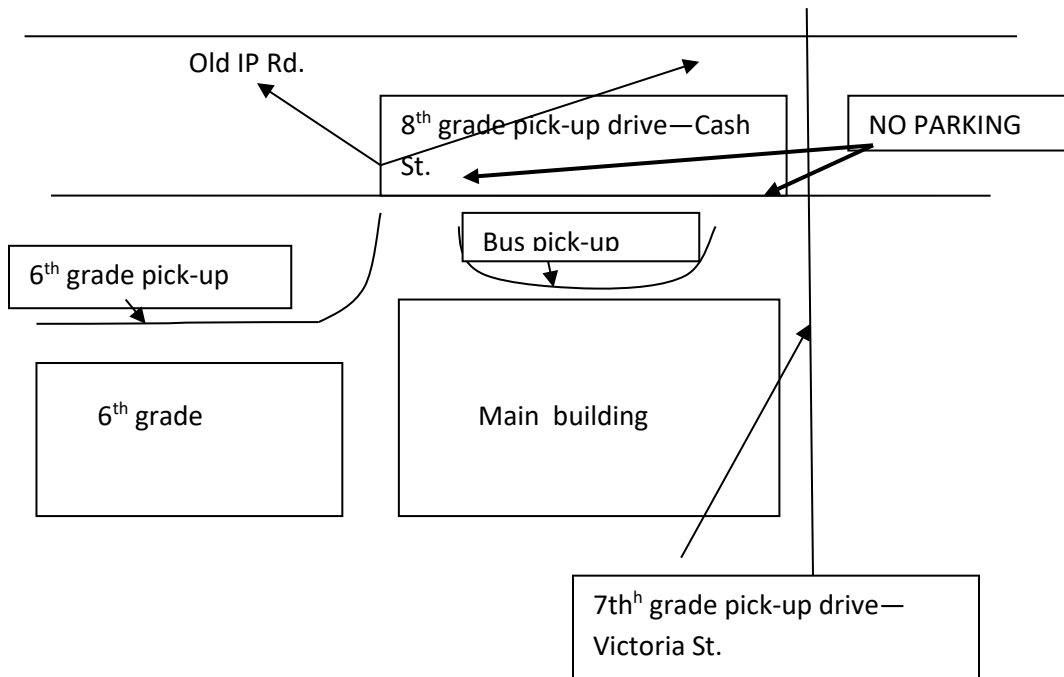 Old IP Rd.
8th grade pick-up drive—Cash
St.
NO PARKING
Bus pick-up
6th grade pick-up
6th grade
Main building
7thh grade pick-up drive—
Victoria St.